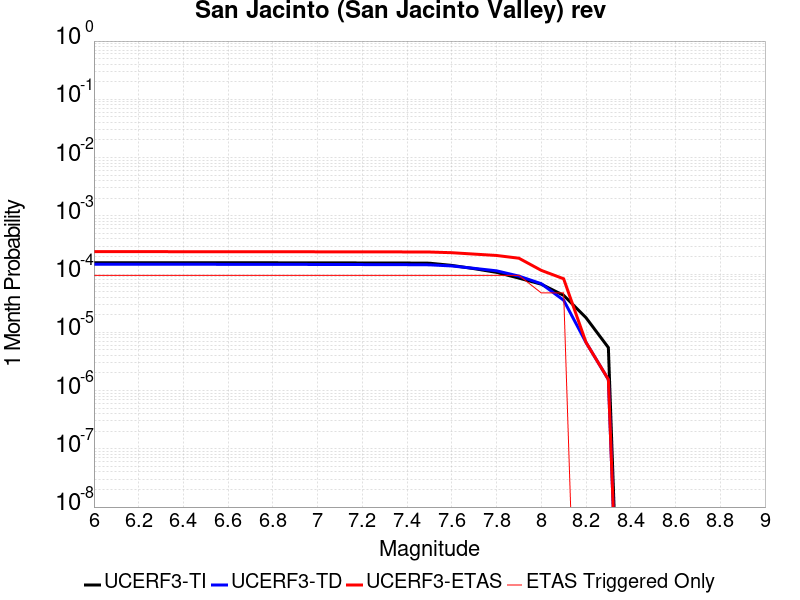 San Jacinto (San Jacinto Valley) rev
10^0
10^-1
10^-2
10^-3
10^-4
10^-5
10^-6
10^-7
10^-8
1 Month Probability
6 6.2 6.4 6.6 6.8 7 7.2 7.4 7.6 7.8 8 8.2 8.4 8.6 8.8 9
Magnitude
UCERF3-TI UCERF3-TD UCERF3-ETAS ETAS Triggered Only